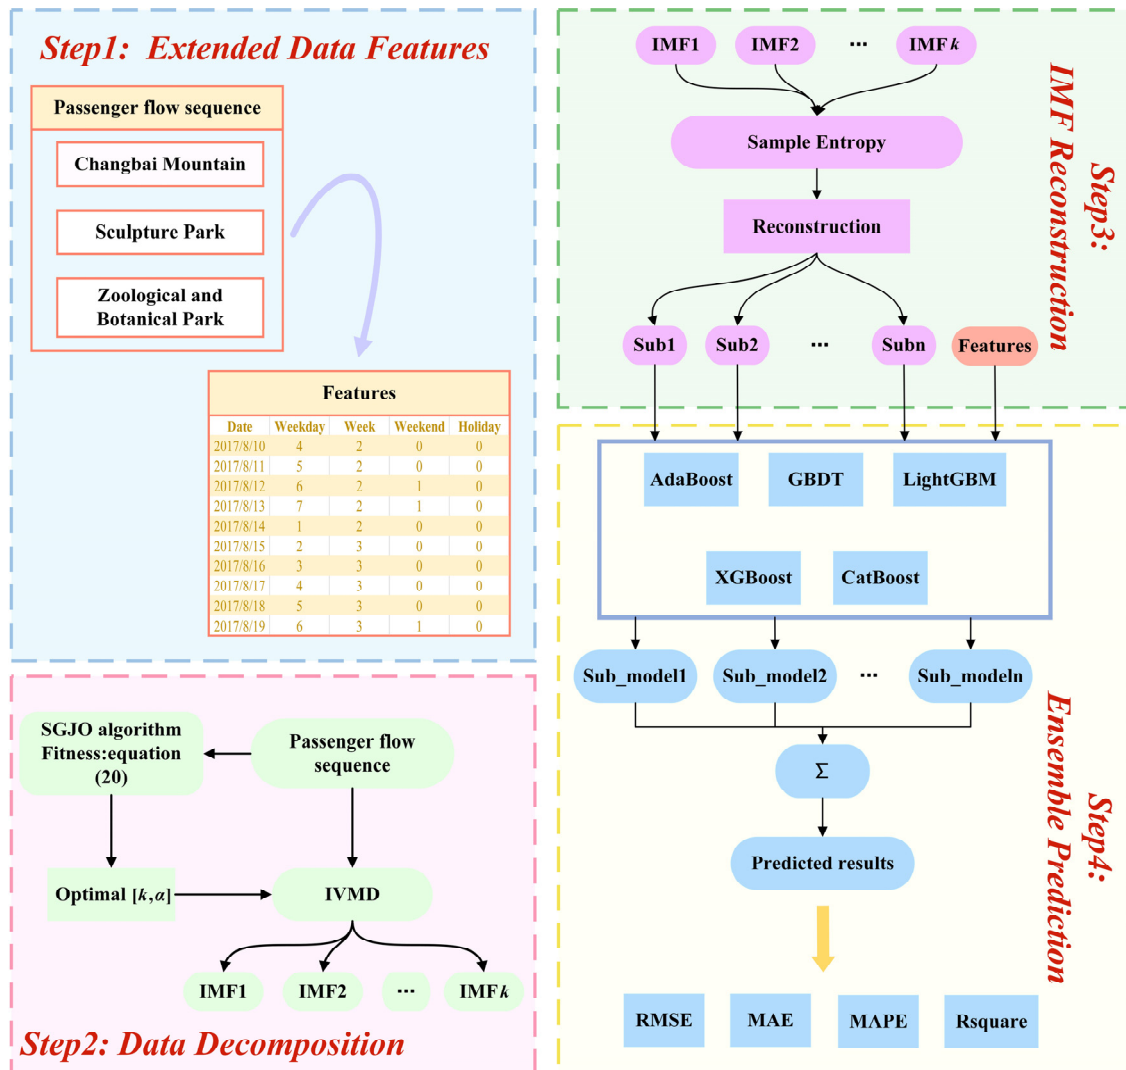 Step1: Extended Data Features
Passenger flow sequence
Changbai Mountain
Sculpture Park
Zoological and
Botanical Park
Features
Date Weekday Week Weekend Holiday
2017/8/10 4 2 0 0
2017/8/11 5 2 0 0
2017/8/12 6 2 1 0
2017/8/13 7 2 1 0
2017/8/14 1 2 0 0
2017/8/15 2 3 0 0
2017/8/16 3 3 0 0
2017/8/17 4 3 0 0
2017/8/18 5 3 0 0
2017/8/19 6 3 1 0
SGJO algorithm
Fitness:equation
(20)
Passenger flow
sequence
Optimal [k,α]
IVMD
IMF1 IMF2 ... IMFk
Step2: Data Decomposition
IMF1 IMF2 ... IMFk
Sample Entropy
Reconstruction
Sub1 Sub2 ... Subn Features
Step3:
IMF Reconstruction
AdaBoost GBDT LightGBM
XGBoost CatBoost
Sub_model1 Sub_model2 ... Sub_modeln
Σ
Predicted results
RMSE MAE MAPE Rsquare
Step4:
Ensemble Prediction